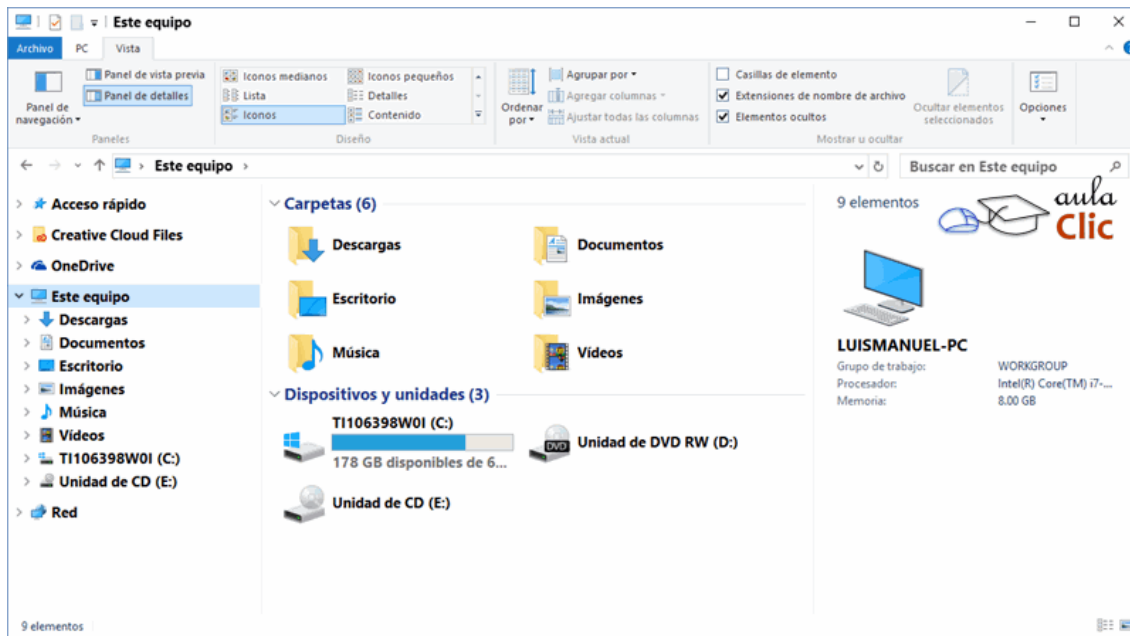 Este equipo
Archivo PC Vista
Panel de navegación
Panel de vista previa
Panel de detalles
Paneles
Iconos medianos Iconos pequeños
Lista Detalles
Iconos Contenido
Diseño
Ordenar por
Agrupar por
Agregar columnas
Ajustar todas las columnas
Vista actual
Casillas de elemento
Extensiones de nombre de archivo
Elementos ocultos
Ocultar elementos seleccionados
Mostrar u ocultar
Opciones
Este equipo
Buscar en Este equipo
Acceso rápido
Creative Cloud Files
OneDrive
Este equipo
Descargas
Documentos
Escritorio
Imágenes
Música
Vídeos
TI106398W0I (C:)
Unidad de CD (E:)
Red
Carpetas (6)
Descargas Documentos
Escritorio Imágenes
Música Vídeos
Dispositivos y unidades (3)
TI106398W0I (C:)
178 GB disponibles de 6...
DVD
Unidad de DVD RW (D:)
Unidad de CD (E:)
9 elementos
aula
Clic
LUISMANUEL-PC
Grupo de trabajo: WORKGROUP
Procesador: Intel(R) Core(TM) i7-...
Memoria: 8.00 GB
9 elementos